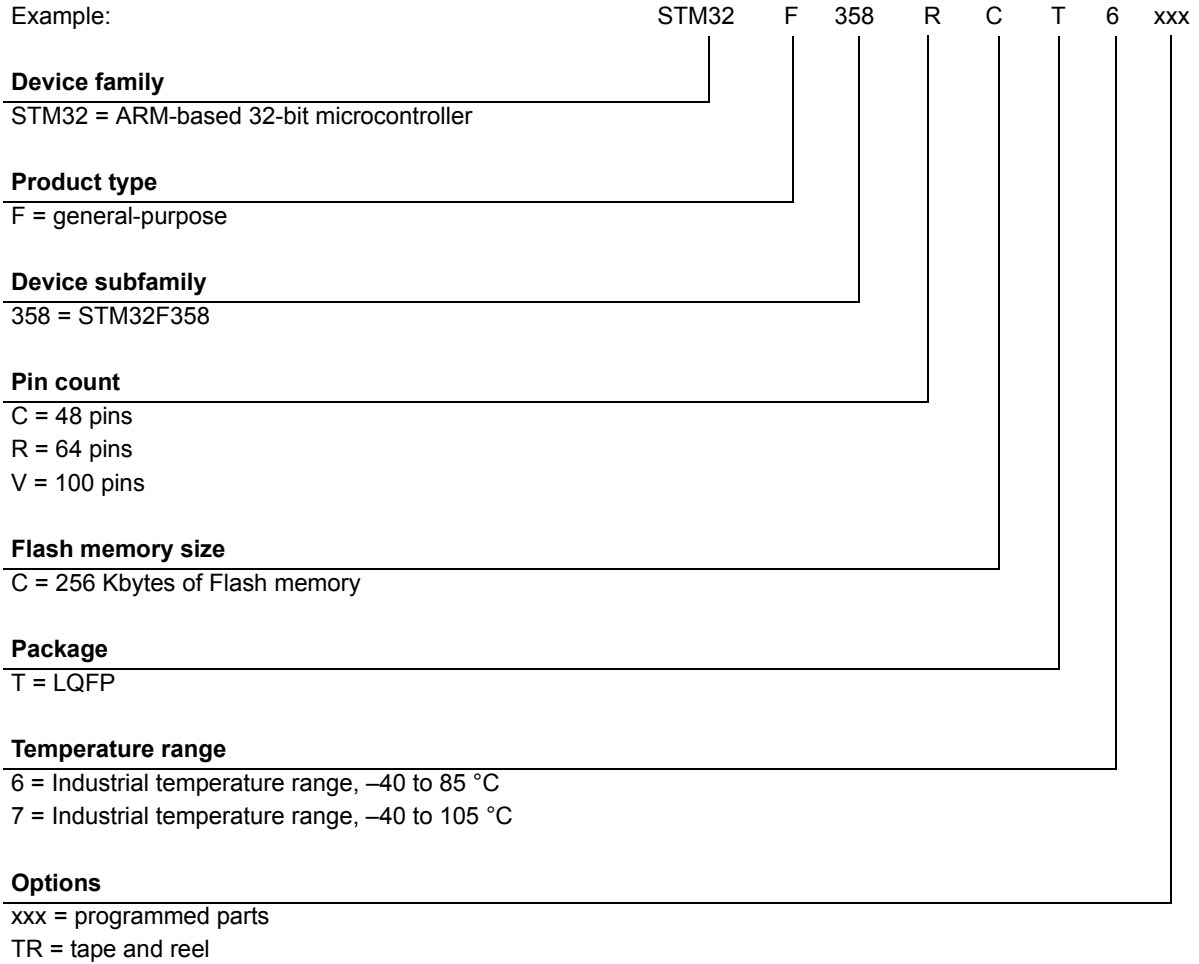 Example: STM32 F 358 R C T 6 xxx
Device family
STM32 = ARM-based 32-bit microcontroller
Product type
F = general-purpose
Device subfamily
358 = STM32F358
Pin count
C = 48 pins
R = 64 pins
V = 100 pins
Flash memory size
C = 256 Kbytes of Flash memory
Package
T = LQFP
Temperature range
6 = Industrial temperature range, –40 to 85 °C
7 = Industrial temperature range, –40 to 105 °C
Options
xxx = programmed parts
TR = tape and reel